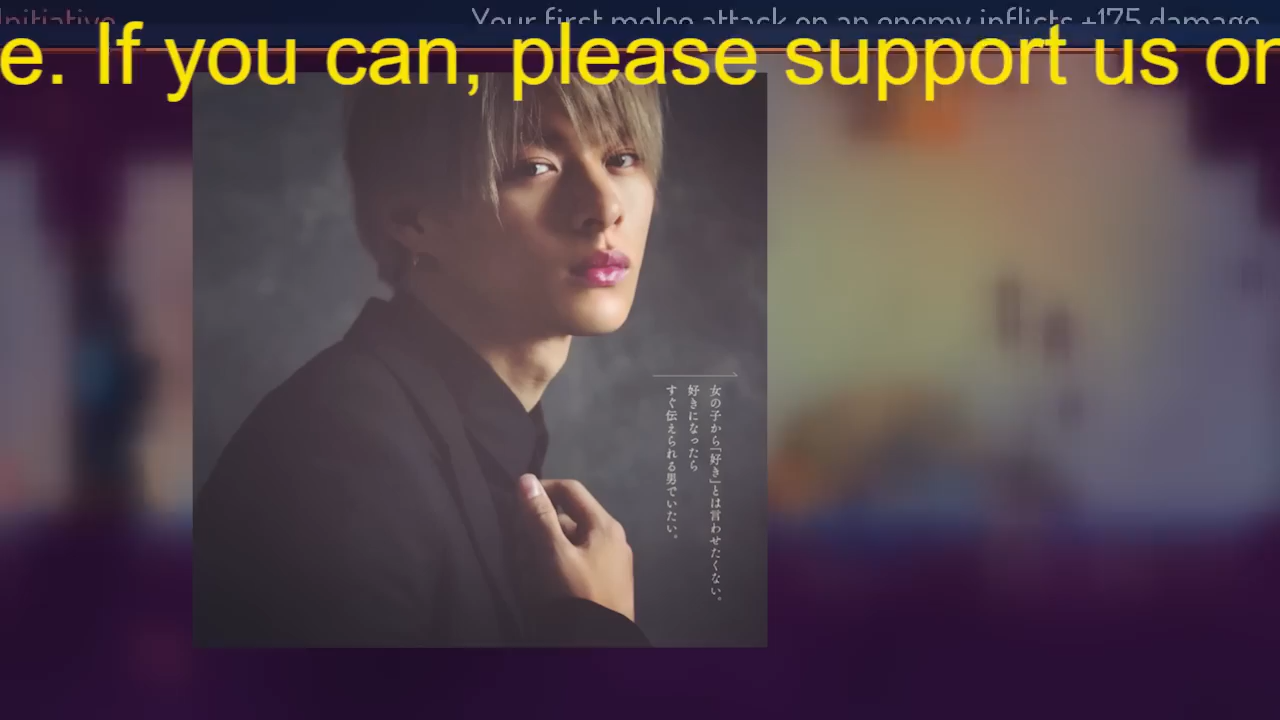 Initiative
Your first melee attack on an enemy inflicts +175 damage
e. If you can, please support us or
女の子から「好き」とは言わせたくない。
好きになったら
すぐ伝えられる男でいたい。